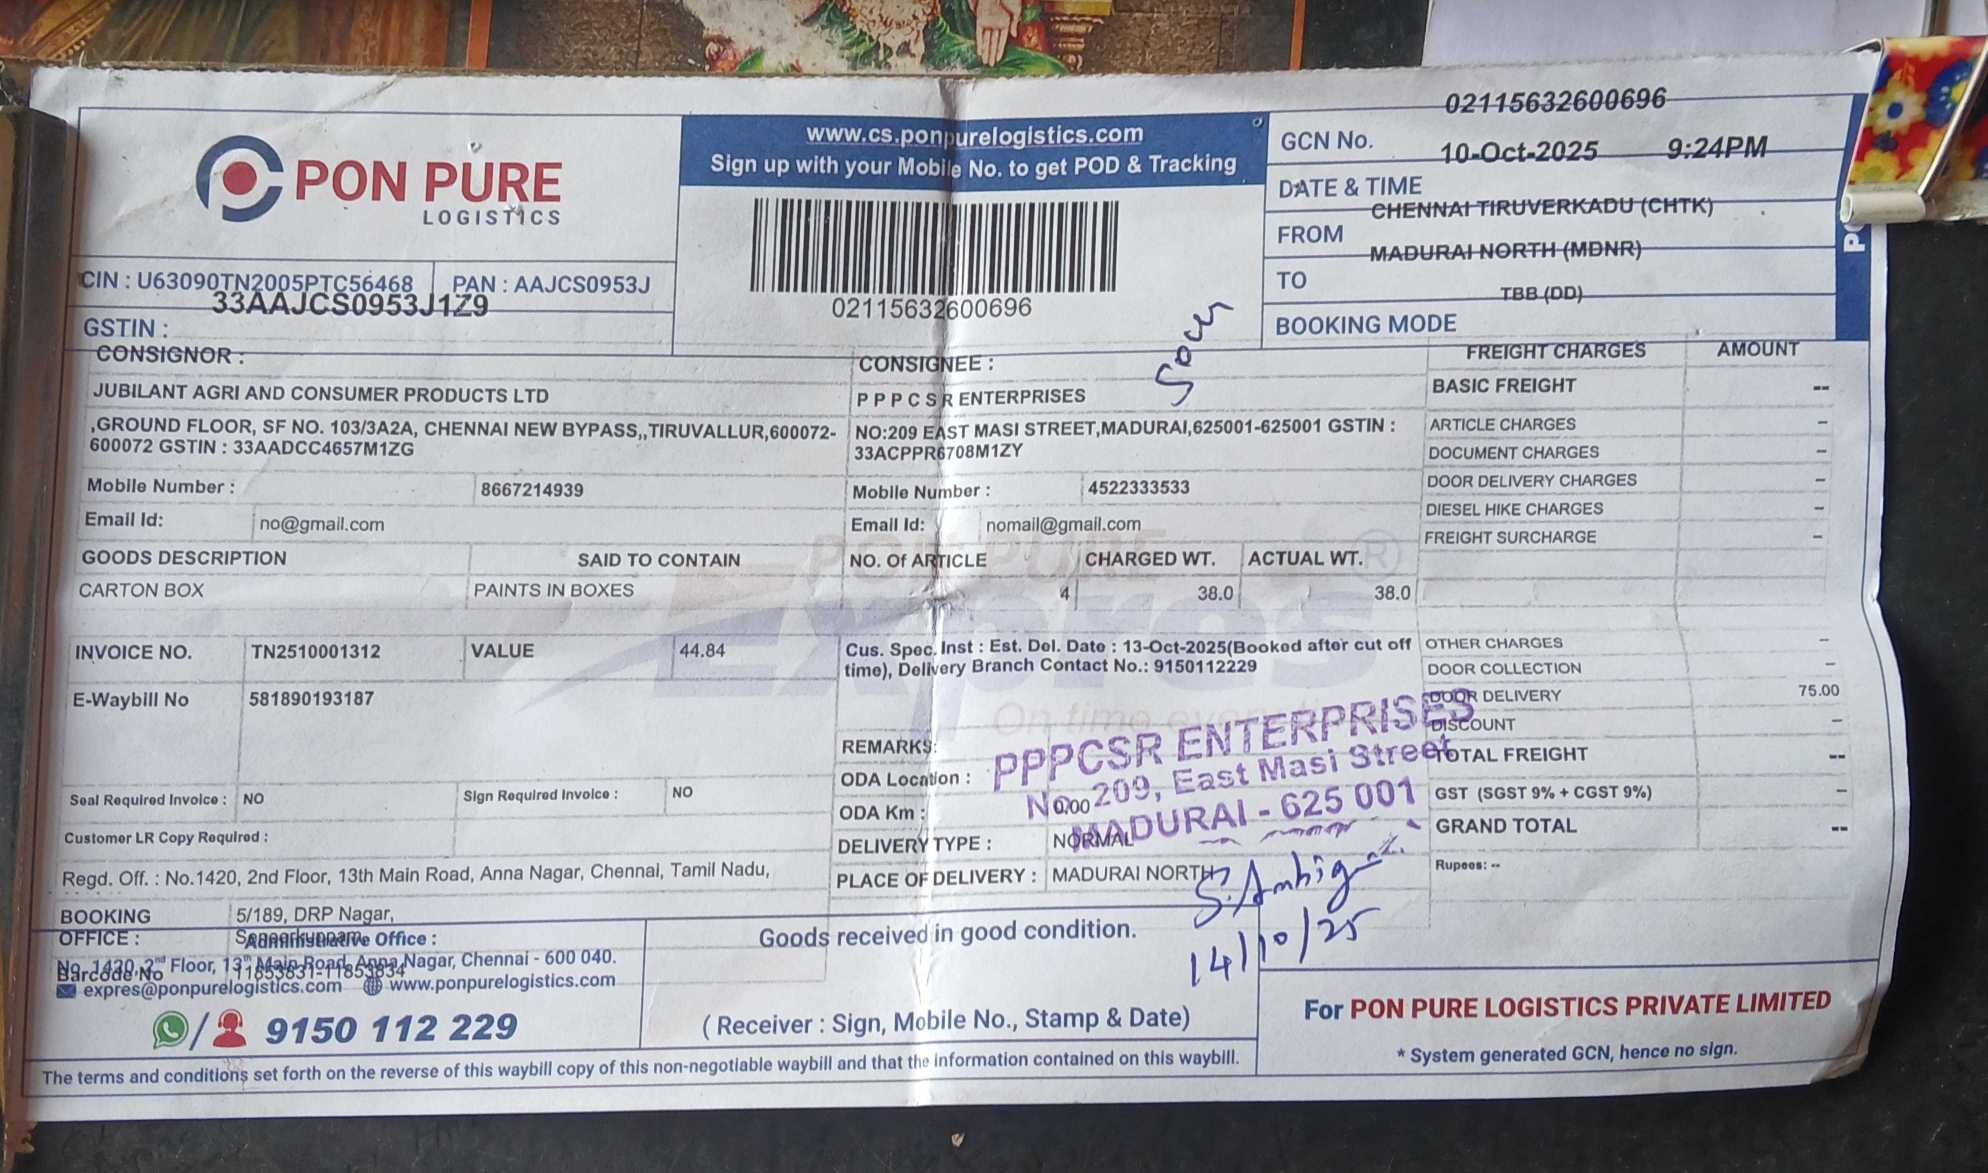 PON PURE
LOGISTICS
CIN : U63090TN2005PTC56468 PAN : AAJCS0953J
GSTIN : 33AAJCS0953J1Z9
www.cs.ponpurelogistics.com
Sign up with your Mobile No. to get POD & Tracking
02115632600696
GCN No. 02115632600696
DATE & TIME 10-Oct-2025 9:24PM
FROM CHENNAI TIRUVERKADU (CHTK)
TO MADURAI NORTH (MDNR)
BOOKING MODE TBB (DD)
CONSIGNOR :
JUBILANT AGRI AND CONSUMER PRODUCTS LTD
,GROUND FLOOR, SF NO. 103/3A2A, CHENNAI NEW BYPASS,,TIRUVALLUR,600072-
600072 GSTIN : 33AADCC4657M1ZG
Mobile Number : 8667214939
Email Id: no@gmail.com
CONSIGNEE :
P P P C S R ENTERPRISES
NO:209 EAST MASI STREET,MADURAI,625001-625001 GSTIN :
33ACPPR6708M1ZY
Mobile Number : 4522333533
Email Id: nomail@gmail.com
GOODS DESCRIPTION SAID TO CONTAIN NO. Of ARTICLE CHARGED WT. ACTUAL WT.
CARTON BOX PAINTS IN BOXES 4 38.0 38.0
INVOICE NO. TN2510001312 VALUE 44.84
E-Waybill No 581890193187
Seal Required Invoice : NO Sign Required Invoice : NO
Customer LR Copy Required :
Regd. Off. : No.1420, 2nd Floor, 13th Main Road, Anna Nagar, Chennai, Tamil Nadu,
BOOKING OFFICE : 5/189, DRP Nagar,
Administrative Office :
No. 1420, 2nd Floor, 13th Main Road, Anna Nagar, Chennai - 600 040.
Barcode No 11853831-11853834
expres@ponpurelogistics.com www.ponpurelogistics.com
9150 112 229
Cus. Spec. Inst : Est. Del. Date : 13-Oct-2025(Booked after cut off
time), Delivery Branch Contact No.: 9150112229
REMARKS:
ODA Location :
ODA Km : 0.00
DELIVERY TYPE : NORMAL
PLACE OF DELIVERY : MADURAI NORTH
PPPCSR ENTERPRISES
No. 209, East Masi Street
MADURAI - 625 001
14/10/25
Goods received in good condition.
( Receiver : Sign, Mobile No., Stamp & Date)
FREIGHT CHARGES AMOUNT
BASIC FREIGHT --
ARTICLE CHARGES -
DOCUMENT CHARGES -
DOOR DELIVERY CHARGES -
DIESEL HIKE CHARGES -
FREIGHT SURCHARGE -
OTHER CHARGES -
DOOR COLLECTION -
DOOR DELIVERY 75.00
DISCOUNT -
TOTAL FREIGHT --
GST (SGST 9% + CGST 9%) -
GRAND TOTAL --
Rupees: --
For PON PURE LOGISTICS PRIVATE LIMITED
* System generated GCN, hence no sign.
The terms and conditions set forth on the reverse of this waybill copy of this non-negotiable waybill and that the information contained on this waybill.